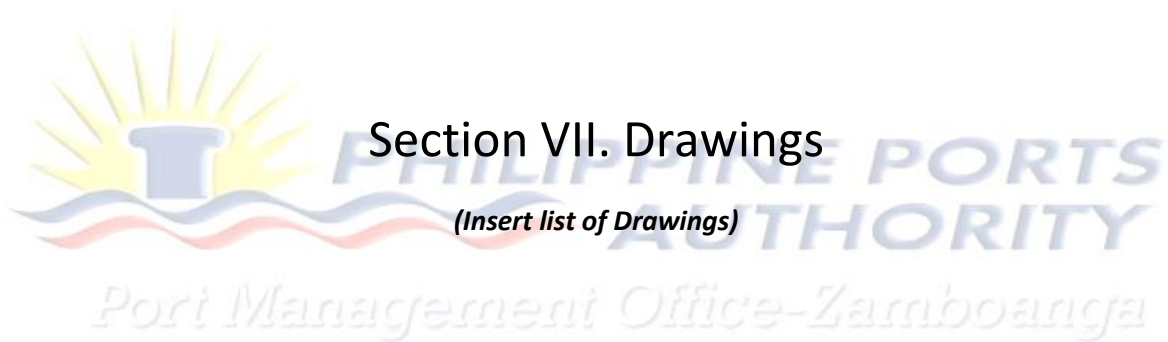 Section VII. Drawings
PHILIPPINE PORTS
(Insert list of Drawings)
AUTHORITY
Port Management Office-Zamboanga